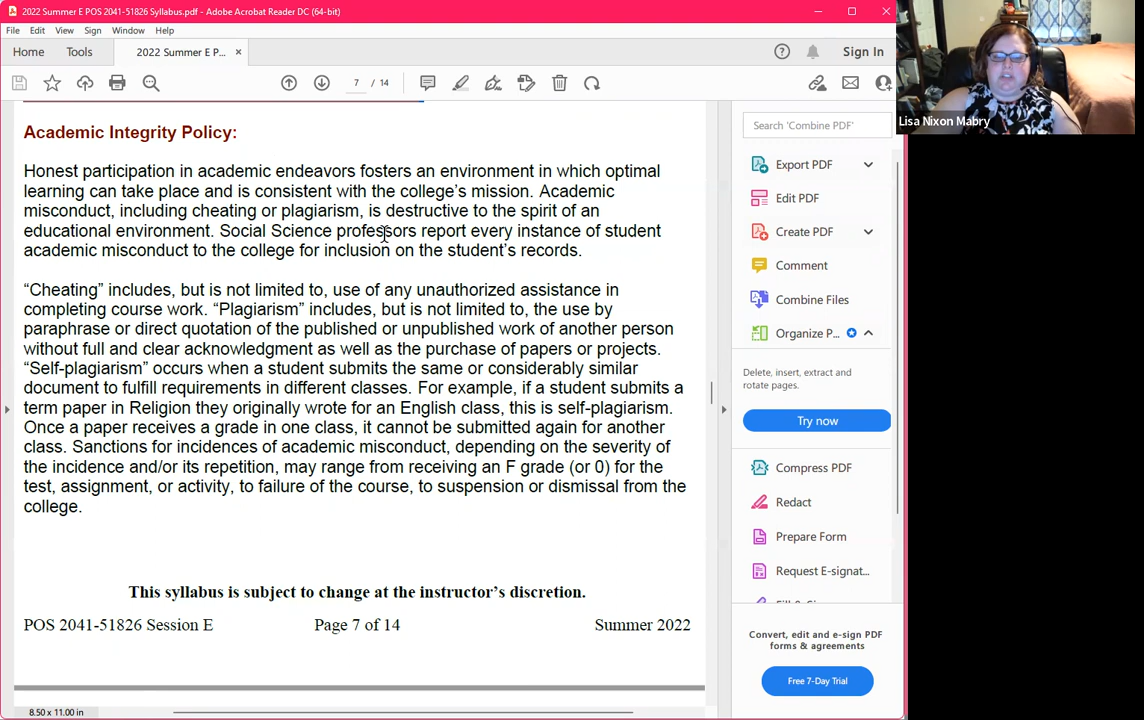 2022 Summer E POS 2041-51826 Syllabus.pdf - Adobe Acrobat Reader DC (64-bit)
File Edit View Sign Window Help
Home Tools 2022 Summer E P... × Sign In
7 / 14
Lisa Nixon Mabry
Academic Integrity Policy:
Honest participation in academic endeavors fosters an environment in which optimal
learning can take place and is consistent with the college's mission. Academic
misconduct, including cheating or plagiarism, is destructive to the spirit of an
educational environment. Social Science professors report every instance of student
academic misconduct to the college for inclusion on the student's records.
“Cheating” includes, but is not limited to, use of any unauthorized assistance in
completing course work. “Plagiarism” includes, but is not limited to, the use by
paraphrase or direct quotation of the published or unpublished work of another person
without full and clear acknowledgment as well as the purchase of papers or projects.
“Self-plagiarism” occurs when a student submits the same or considerably similar
document to fulfill requirements in different classes. For example, if a student submits a
term paper in Religion they originally wrote for an English class, this is self-plagiarism.
Once a paper receives a grade in one class, it cannot be submitted again for another
class. Sanctions for incidences of academic misconduct, depending on the severity of
the incidence and/or its repetition, may range from receiving an F grade (or 0) for the
test, assignment, or activity, to failure of the course, to suspension or dismissal from the
college.
This syllabus is subject to change at the instructor's discretion.
POS 2041-51826 Session E Page 7 of 14 Summer 2022
8.50 x 11.00 in
Search 'Combine PDF'
Export PDF
Edit PDF
Create PDF
Comment
Combine Files
Organize P...
Delete, insert, extract and
rotate pages.
Try now
Compress PDF
Redact
Prepare Form
Request E-signat...
Convert, edit and e-sign PDF
forms & agreements
Free 7-Day Trial